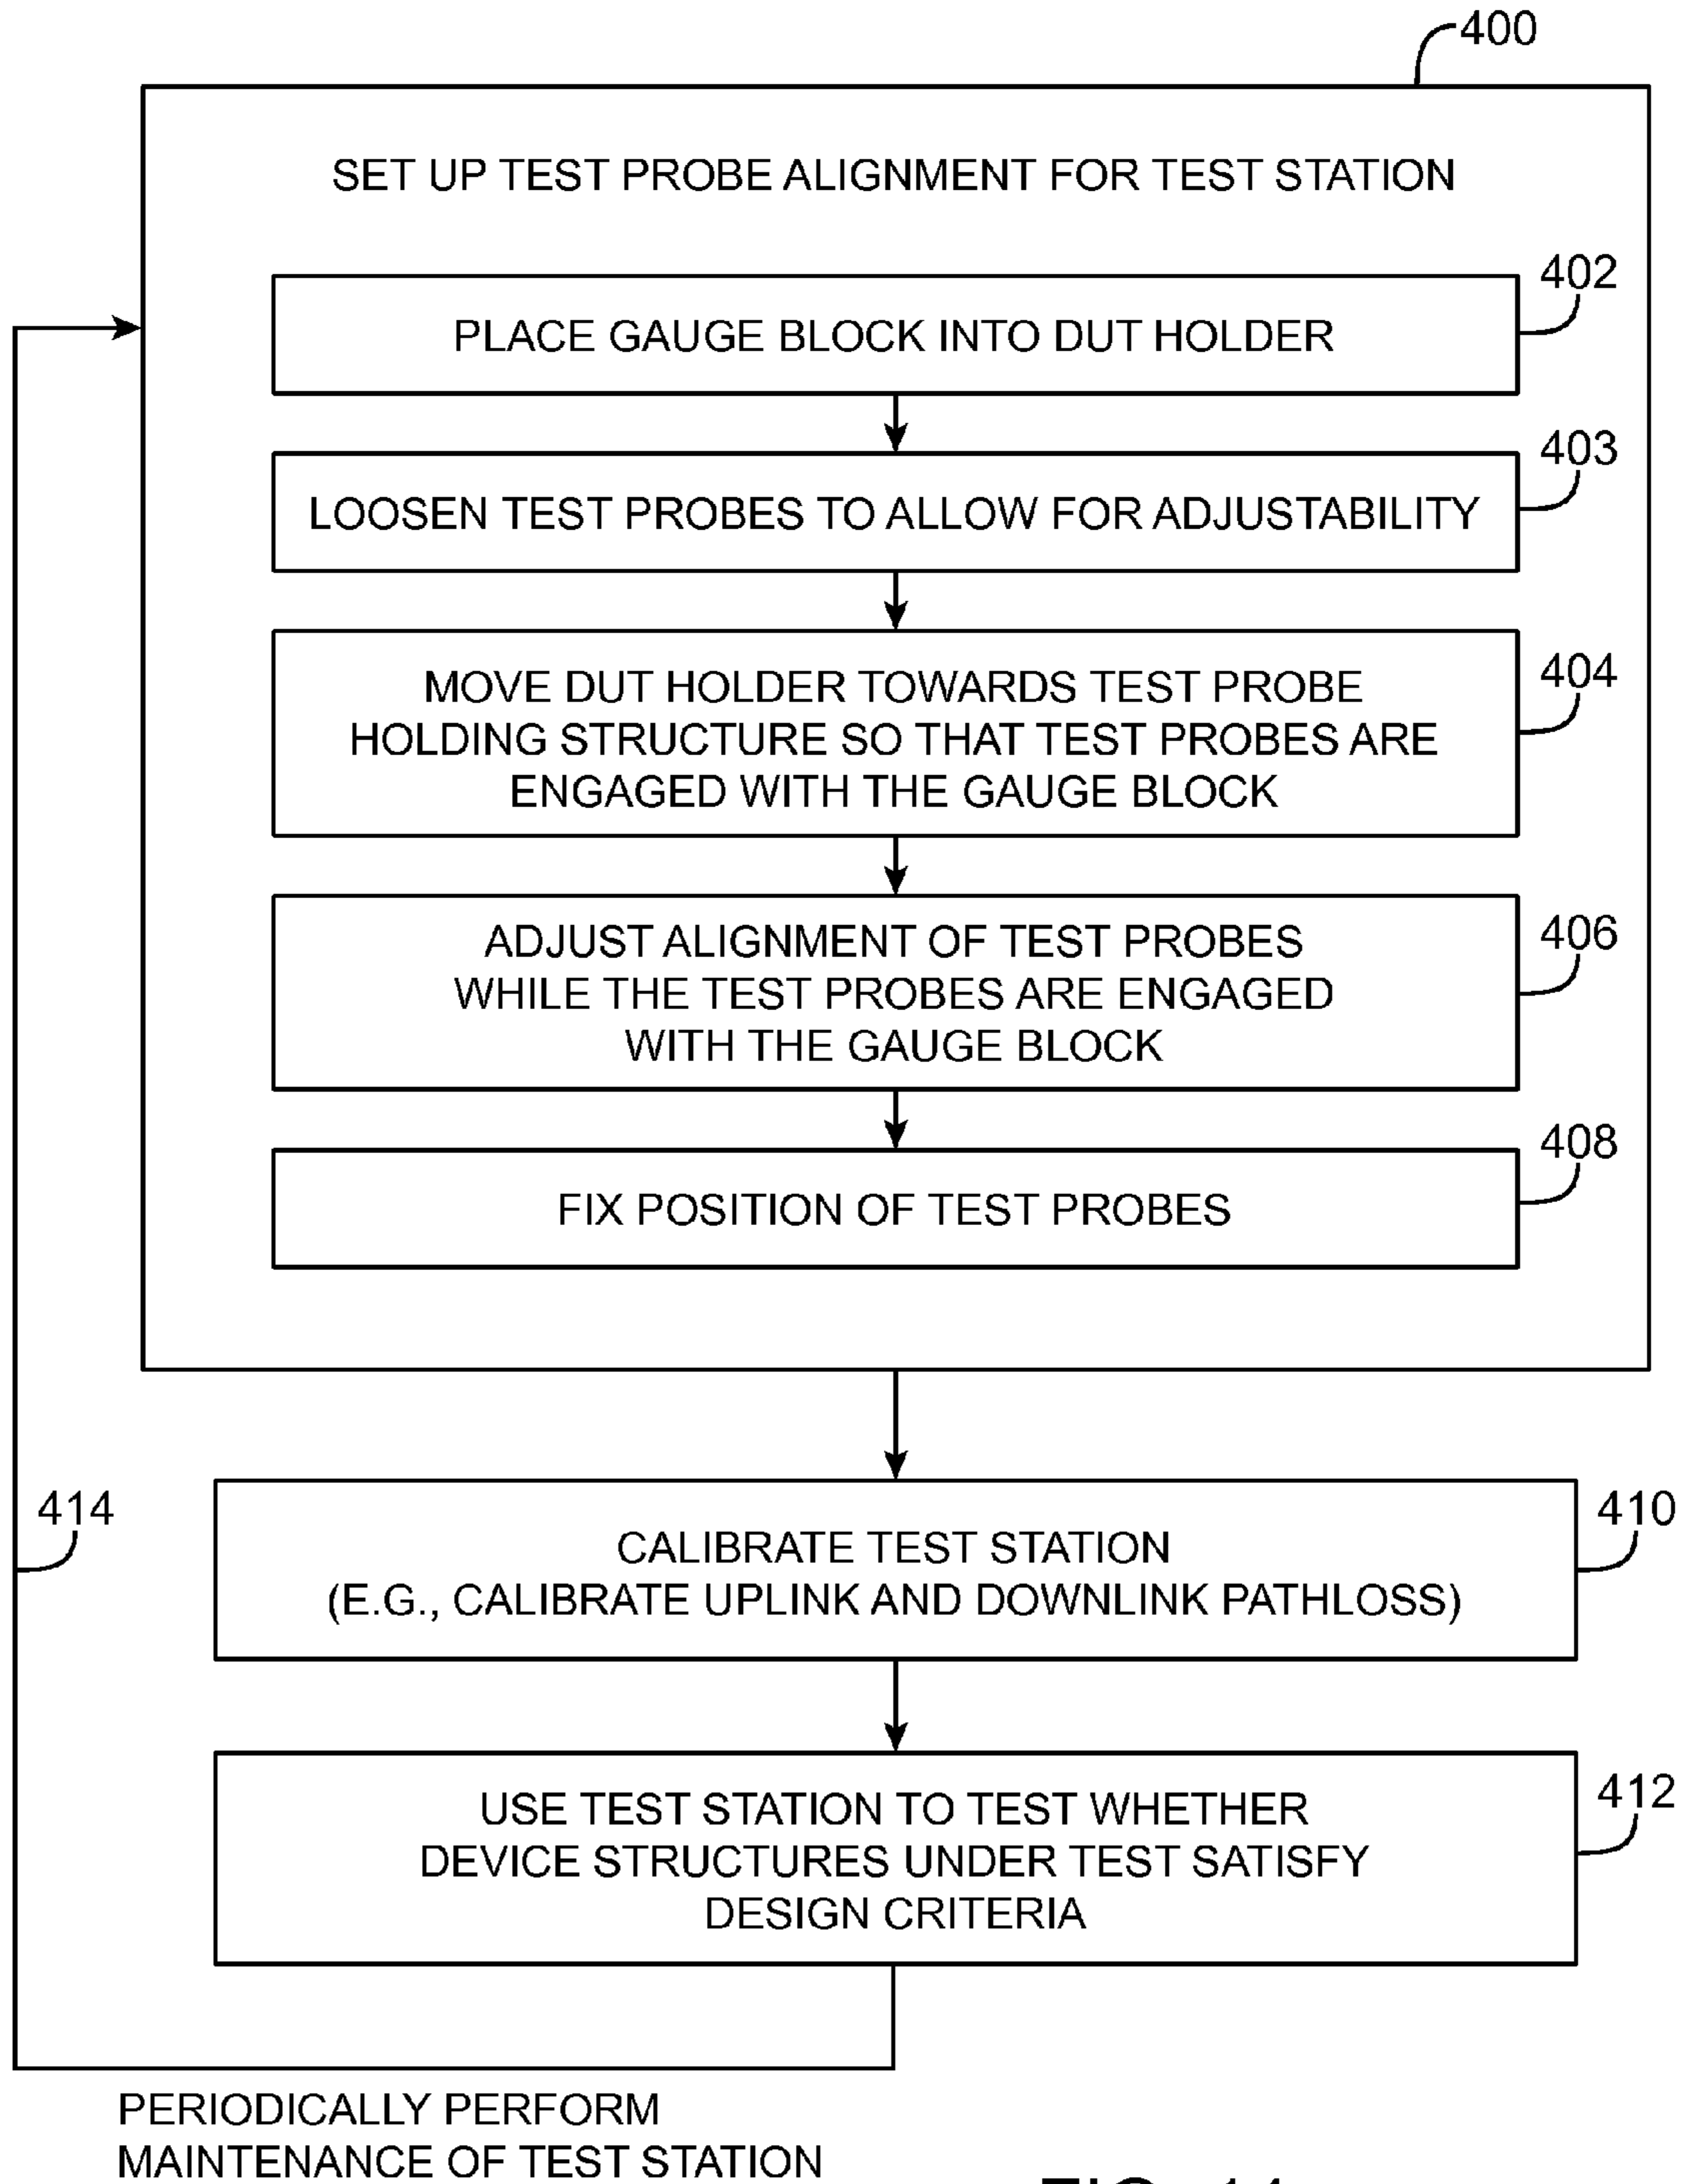 400
SET UP TEST PROBE ALIGNMENT FOR TEST STATION
402
PLACE GAUGE BLOCK INTO DUT HOLDER
403
LOOSEN TEST PROBES TO ALLOW FOR ADJUSTABILITY
404
MOVE DUT HOLDER TOWARDS TEST PROBE
HOLDING STRUCTURE SO THAT TEST PROBES ARE
ENGAGED WITH THE GAUGE BLOCK
406
ADJUST ALIGNMENT OF TEST PROBES
WHILE THE TEST PROBES ARE ENGAGED
WITH THE GAUGE BLOCK
408
FIX POSITION OF TEST PROBES
414
410
CALIBRATE TEST STATION
(E.G., CALIBRATE UPLINK AND DOWNLINK PATHLOSS)
412
USE TEST STATION TO TEST WHETHER
DEVICE STRUCTURES UNDER TEST SATISFY
DESIGN CRITERIA
PERIODICALLY PERFORM
MAINTENANCE OF TEST STATION